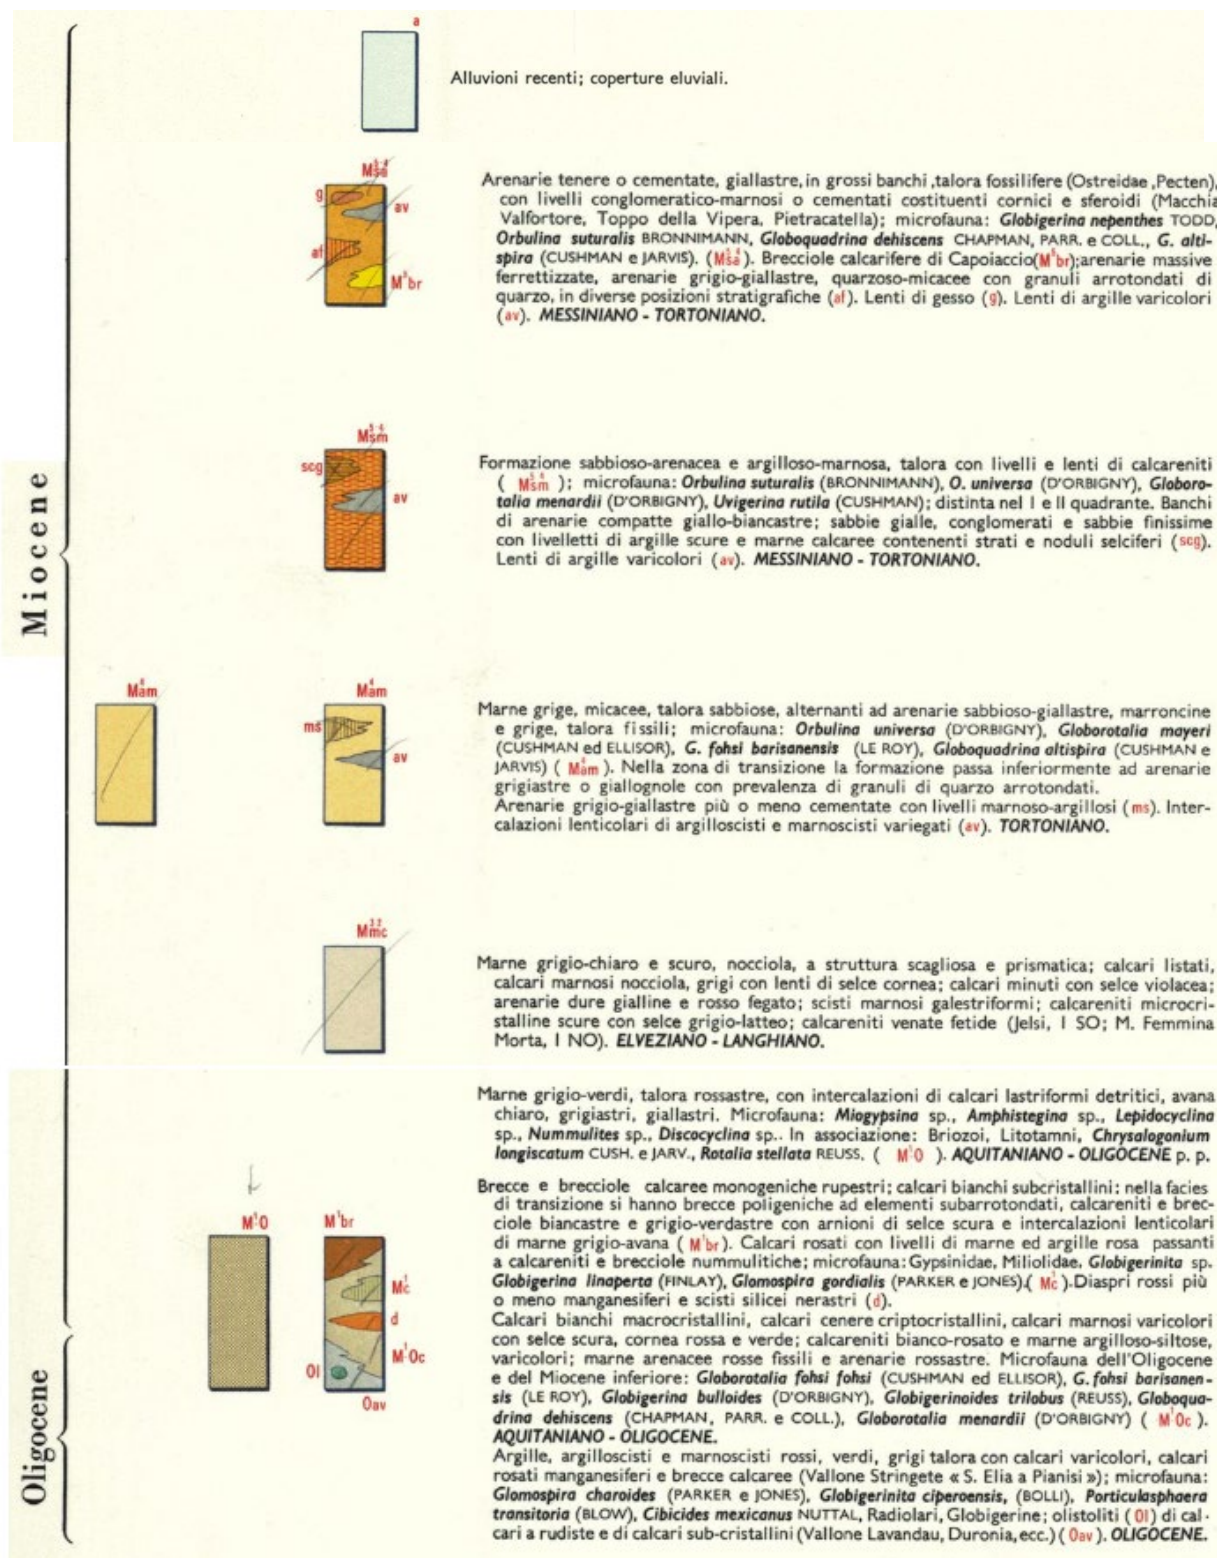 a
Alluvioni recenti; coperture eluviali.
M5-4sa
g
av
af
M5br
Arenarie tenere o cementate, giallastre, in grossi banchi ,talora fossilifere (Ostreidae ,Pecten),
con livelli conglomeratico-marnosi o cementati costituenti cornici e sferoidi (Macchia
Valfortore, Toppo della Vipera, Pietracatella); microfauna: Globigerina nepenthes TODD,
Orbulina suturalis BRONNIMANN, Globoquadrina dehiscens CHAPMAN, PARR. e COLL., G. alti-
spira (CUSHMAN e JARVIS). (M5-4sa). Brecciole calcarifere di Capoiaccio(M5br);arenarie massive
ferrettizzate, arenarie grigio-giallastre, quarzoso-micacee con granuli arrotondati di
quarzo, in diverse posizioni stratigrafiche (af). Lenti di gesso (g). Lenti di argille varicolori
(av). MESSINIANO - TORTONIANO.
Miocene
M5-4sm
scg
av
Formazione sabbioso-arenacea e argilloso-marnosa, talora con livelli e lenti di calcareniti
( M5-4sm ); microfauna: Orbulina suturalis (BRONNIMANN), O. universa (D'ORBIGNY), Globoro-
talia menardii (D'ORBIGNY), Uvigerina rutila (CUSHMAN); distinta nel I e II quadrante. Banchi
di arenarie compatte giallo-biancastre; sabbie gialle, conglomerati e sabbie finissime
con livelletti di argille scure e marne calcaree contenenti strati e noduli selciferi (scg).
Lenti di argille varicolori (av). MESSINIANO - TORTONIANO.
M4am
M4am
ms
av
Marne grige, micacee, talora sabbiose, alternanti ad arenarie sabbioso-giallastre, marroncine
e grige, talora fissili; microfauna: Orbulina universa (D'ORBIGNY), Globorotalia mayeri
(CUSHMAN ed ELLISOR), G. fohsi barisanensis (LE ROY), Globoquadrina altispira (CUSHMAN e
JARVIS) ( M4am ). Nella zona di transizione la formazione passa inferiormente ad arenarie
grigiastre o giallognole con prevalenza di granuli di quarzo arrotondati.
Arenarie grigio-giallastre più o meno cementate con livelli marnoso-argillosi (ms). Inter-
calazioni lenticolari di argilloscisti e marnoscisti variegati (av). TORTONIANO.
M3-2mc
Marne grigio-chiaro e scuro, nocciola, a struttura scagliosa e prismatica; calcari listati,
calcari marnosi nocciola, grigi con lenti di selce cornea; calcari minuti con selce violacea;
arenarie dure gialline e rosso fegato; scisti marnosi galestriformi; calcareniti microcri-
stalline scure con selce grigio-latteo; calcareniti venate fetide (Jelsi, I SO; M. Femmina
Morta, I NO). ELVEZIANO - LANGHIANO.
Marne grigio-verdi, talora rossastre, con intercalazioni di calcari lastriformi detritici, avana
chiaro, grigiastri, giallastri. Microfauna: Miogypsina sp., Amphistegina sp., Lepidocyclina
sp., Nummulites sp., Discocyclina sp.. In associazione: Briozoi, Litotamni, Chrysalogonium
longiscatum CUSH. e JARV., Rotalia stellata REUSS. ( M1O ). AQUITANIANO - OLIGOCENE p. p.
M1O
M1br
M1c
d
M1Oc
Ol
Oav
Oligocene
Brecce e brecciole calcaree monogeniche rupestri; calcari bianchi subcristallini; nella facies
di transizione si hanno brecce poligeniche ad elementi subarrotondati, calcareniti e brec-
ciole biancastre e grigio-verdastre con arnioni di selce scura e intercalazioni lenticolari
di marne grigio-avana ( M1br ). Calcari rosati con livelli di marne ed argille rosa passanti
a calcareniti e brecciole nummulitiche; microfauna: Gypsinidae, Miliolidae, Globigerinita sp.
Globigerina linaperta (FINLAY), Glomospira gordialis (PARKER e JONES),( M1c ).Diaspri rossi più
o meno manganesiferi e scisti silicei nerastri (d).
Calcari bianchi macrocristallini, calcari cenere criptocristallini, calcari marnosi varicolori
con selce scura, cornea rossa e verde; calcareniti bianco-rosato e marne argilloso-siltose,
varicolori; marne arenacee rosse fissili e arenarie rossastre. Microfauna dell'Oligocene
e del Miocene inferiore: Globorotalia fohsi fohsi (CUSHMAN ed ELLISOR), G. fohsi barisanen-
sis (LE ROY), Globigerina bulloides (D'ORBIGNY), Globigerinoides trilobus (REUSS), Globoqua-
drina dehiscens (CHAPMAN, PARR. e COLL.), Globorotalia menardii (D'ORBIGNY) ( M1Oc ).
AQUITANIANO - OLIGOCENE.
Argille, argilloscisti e marnoscisti rossi, verdi, grigi talora con calcari varicolori, calcari
rosati manganesiferi e brecce calcaree (Vallone Stringete « S. Elia a Pianisi »); microfauna:
Glomospira charoides (PARKER e JONES), Globigerinita ciperoensis, (BOLLI), Porticulasphaera
transitoria (BLOW), Cibicides mexicanus NUTTAL, Radiolari, Globigerine; olistoliti ( Ol ) di cal-
cari a rudiste e di calcari sub-cristallini (Vallone Lavandau, Duronia, ecc.) ( Oav ). OLIGOCENE.